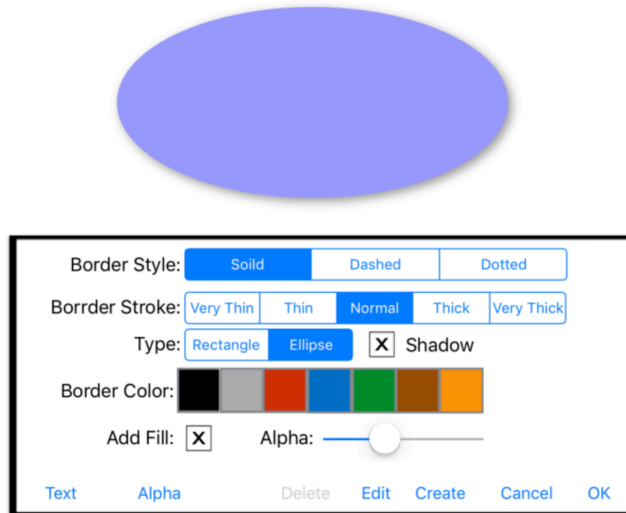 Border Style: Soild Dashed Dotted
Borrder Stroke: Very Thin Thin Normal Thick Very Thick
Type: Rectangle Ellipse X Shadow
Border Color:
Add Fill: X Alpha:
Text Alpha Delete Edit Create Cancel OK